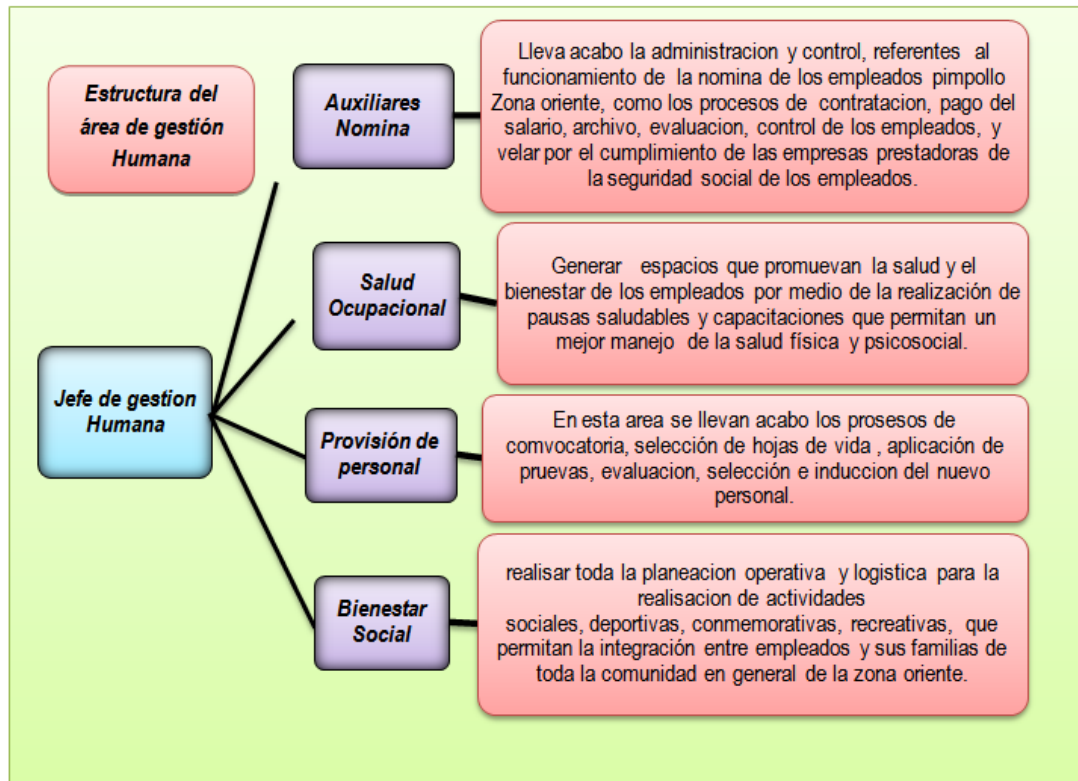 Estructura del
área de gestión
Humana
Auxiliares
Nomina
Lleva acabo la administracion y control, referentes al
funcionamiento de la nomina de los empleados pimpollo
Zona oriente, como los procesos de contratacion, pago del
salario, archivo, evaluacion, control de los empleados, y
velar por el cumplimiento de las empresas prestadoras de
la seguridad social de los empleados.
Salud
Ocupacional
Generar espacios que promuevan la salud y el
bienestar de los empleados por medio de la realización de
pausas saludables y capacitaciones que permitan un
mejor manejo de la salud física y psicosocial.
Jefe de gestion
Humana
Provisión de
personal
En esta area se llevan acabo los prosesos de
comvocatoria, selección de hojas de vida , aplicación de
pruevas, evaluacion, selección e induccion del nuevo
personal.
Bienestar
Social
realisar toda la planeacion operativa y logistica para la
realisacion de actividades
sociales, deportivas, conmemorativas, recreativas, que
permitan la integración entre empleados y sus familias de
toda la comunidad en general de la zona oriente.